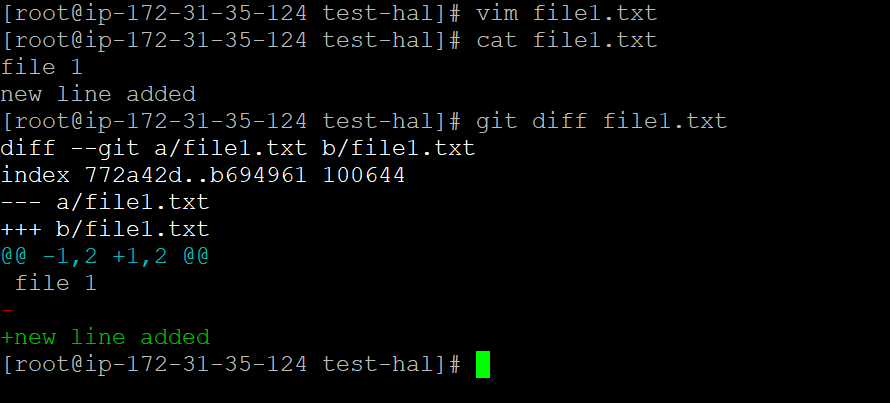 [root@ip-172-31-35-124 test-hal]# vim file1.txt
[root@ip-172-31-35-124 test-hal]# cat file1.txt
file 1
new line added
[root@ip-172-31-35-124 test-hal]# git diff file1.txt
diff --git a/file1.txt b/file1.txt
index 772a42d..b694961 100644
--- a/file1.txt
+++ b/file1.txt
@@ -1,2 +1,2 @@
 file 1
-
+new line added
[root@ip-172-31-35-124 test-hal]#